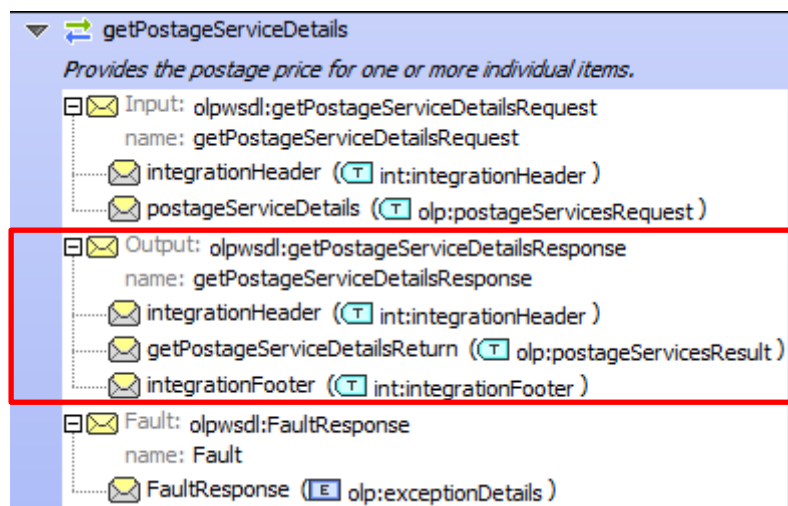 getPostageServiceDetails
Provides the postage price for one or more individual items.
Input: olpwsdl:getPostageServiceDetailsRequest
name: getPostageServiceDetailsRequest
integrationHeader ( T int:integrationHeader )
postageServiceDetails ( T olp:postageServicesRequest )
Output: olpwsdl:getPostageServiceDetailsResponse
name: getPostageServiceDetailsResponse
integrationHeader ( T int:integrationHeader )
getPostageServiceDetailsReturn ( T olp:postageServicesResult )
integrationFooter ( T int:integrationFooter )
Fault: olpwsdl:FaultResponse
name: Fault
FaultResponse ( E olp:exceptionDetails )